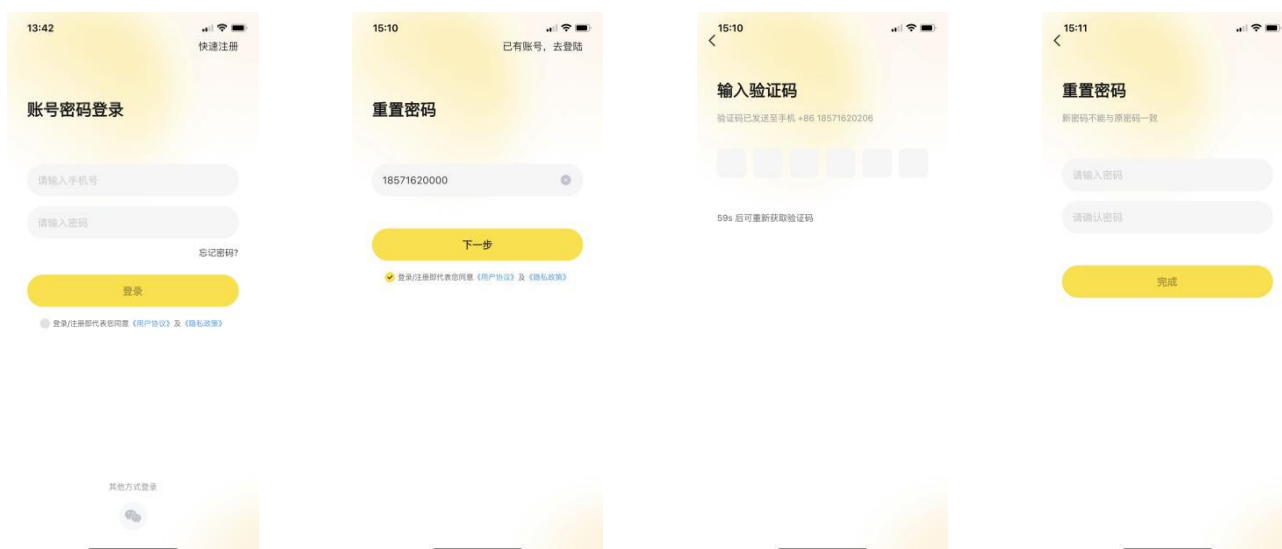 13:42
快速注册
账号密码登录
请输入手机号
请输入密码
忘记密码?
登录
登录/注册即代表您同意《用户协议》及《隐私政策》
其他方式登录
15:10
已有账号，去登陆
重置密码
18571620000
下一步
登录/注册即代表您同意《用户协议》及《隐私政策》
15:10
输入验证码
验证码已发送至手机 +86 18571620206
59s 后可重新获取验证码
15:11
重置密码
新密码不能与原密码一致
请输入密码
请确认密码
完成